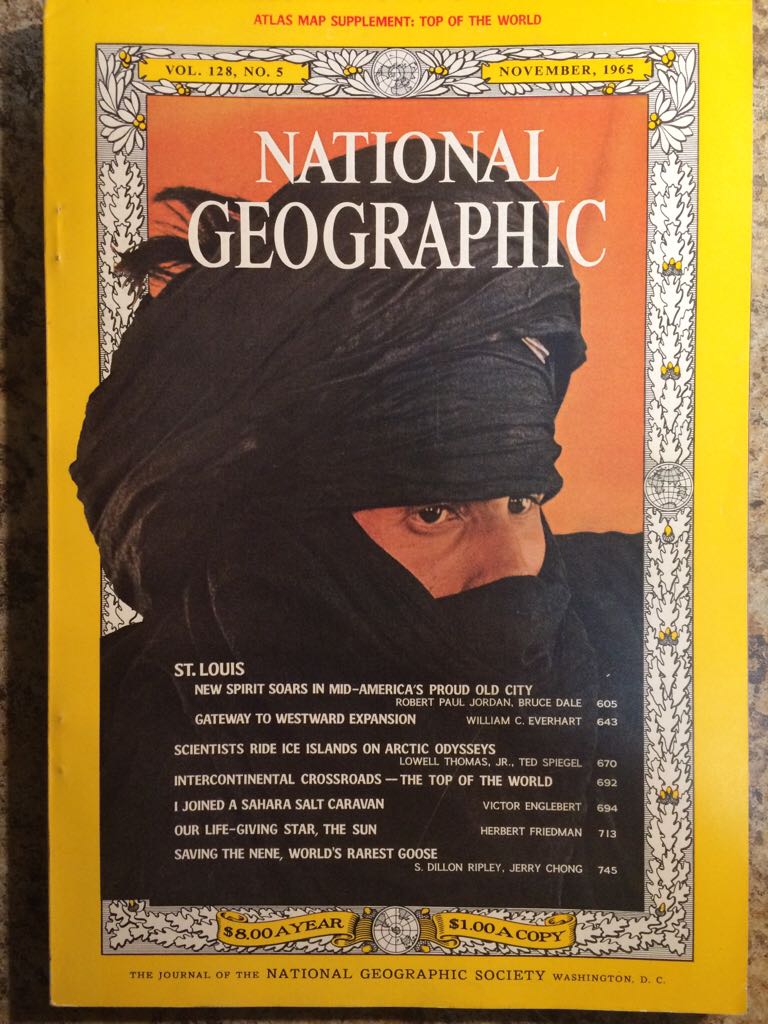 ATLAS MAP SUPPLEMENT: TOP OF THE WORLD
VOL. 128, NO. 5
NOVEMBER, 1965
NATIONAL
GEOGRAPHIC
ST. LOUIS
NEW SPIRIT SOARS IN MID-AMERICA'S PROUD OLD CITY
ROBERT PAUL JORDAN, BRUCE DALE 605
GATEWAY TO WESTWARD EXPANSION WILLIAM C. EVERHART 643
SCIENTISTS RIDE ICE ISLANDS ON ARCTIC ODYSSEYS
LOWELL THOMAS, JR., TED SPIEGEL 670
INTERCONTINENTAL CROSSROADS—THE TOP OF THE WORLD 692
I JOINED A SAHARA SALT CARAVAN VICTOR ENGLEBERT 694
OUR LIFE-GIVING STAR, THE SUN HERBERT FRIEDMAN 713
SAVING THE NENE, WORLD'S RAREST GOOSE
S. DILLON RIPLEY, JERRY CHONG 745
$8.00 A YEAR
$1.00 A COPY
THE JOURNAL OF THE NATIONAL GEOGRAPHIC SOCIETY WASHINGTON, D. C.